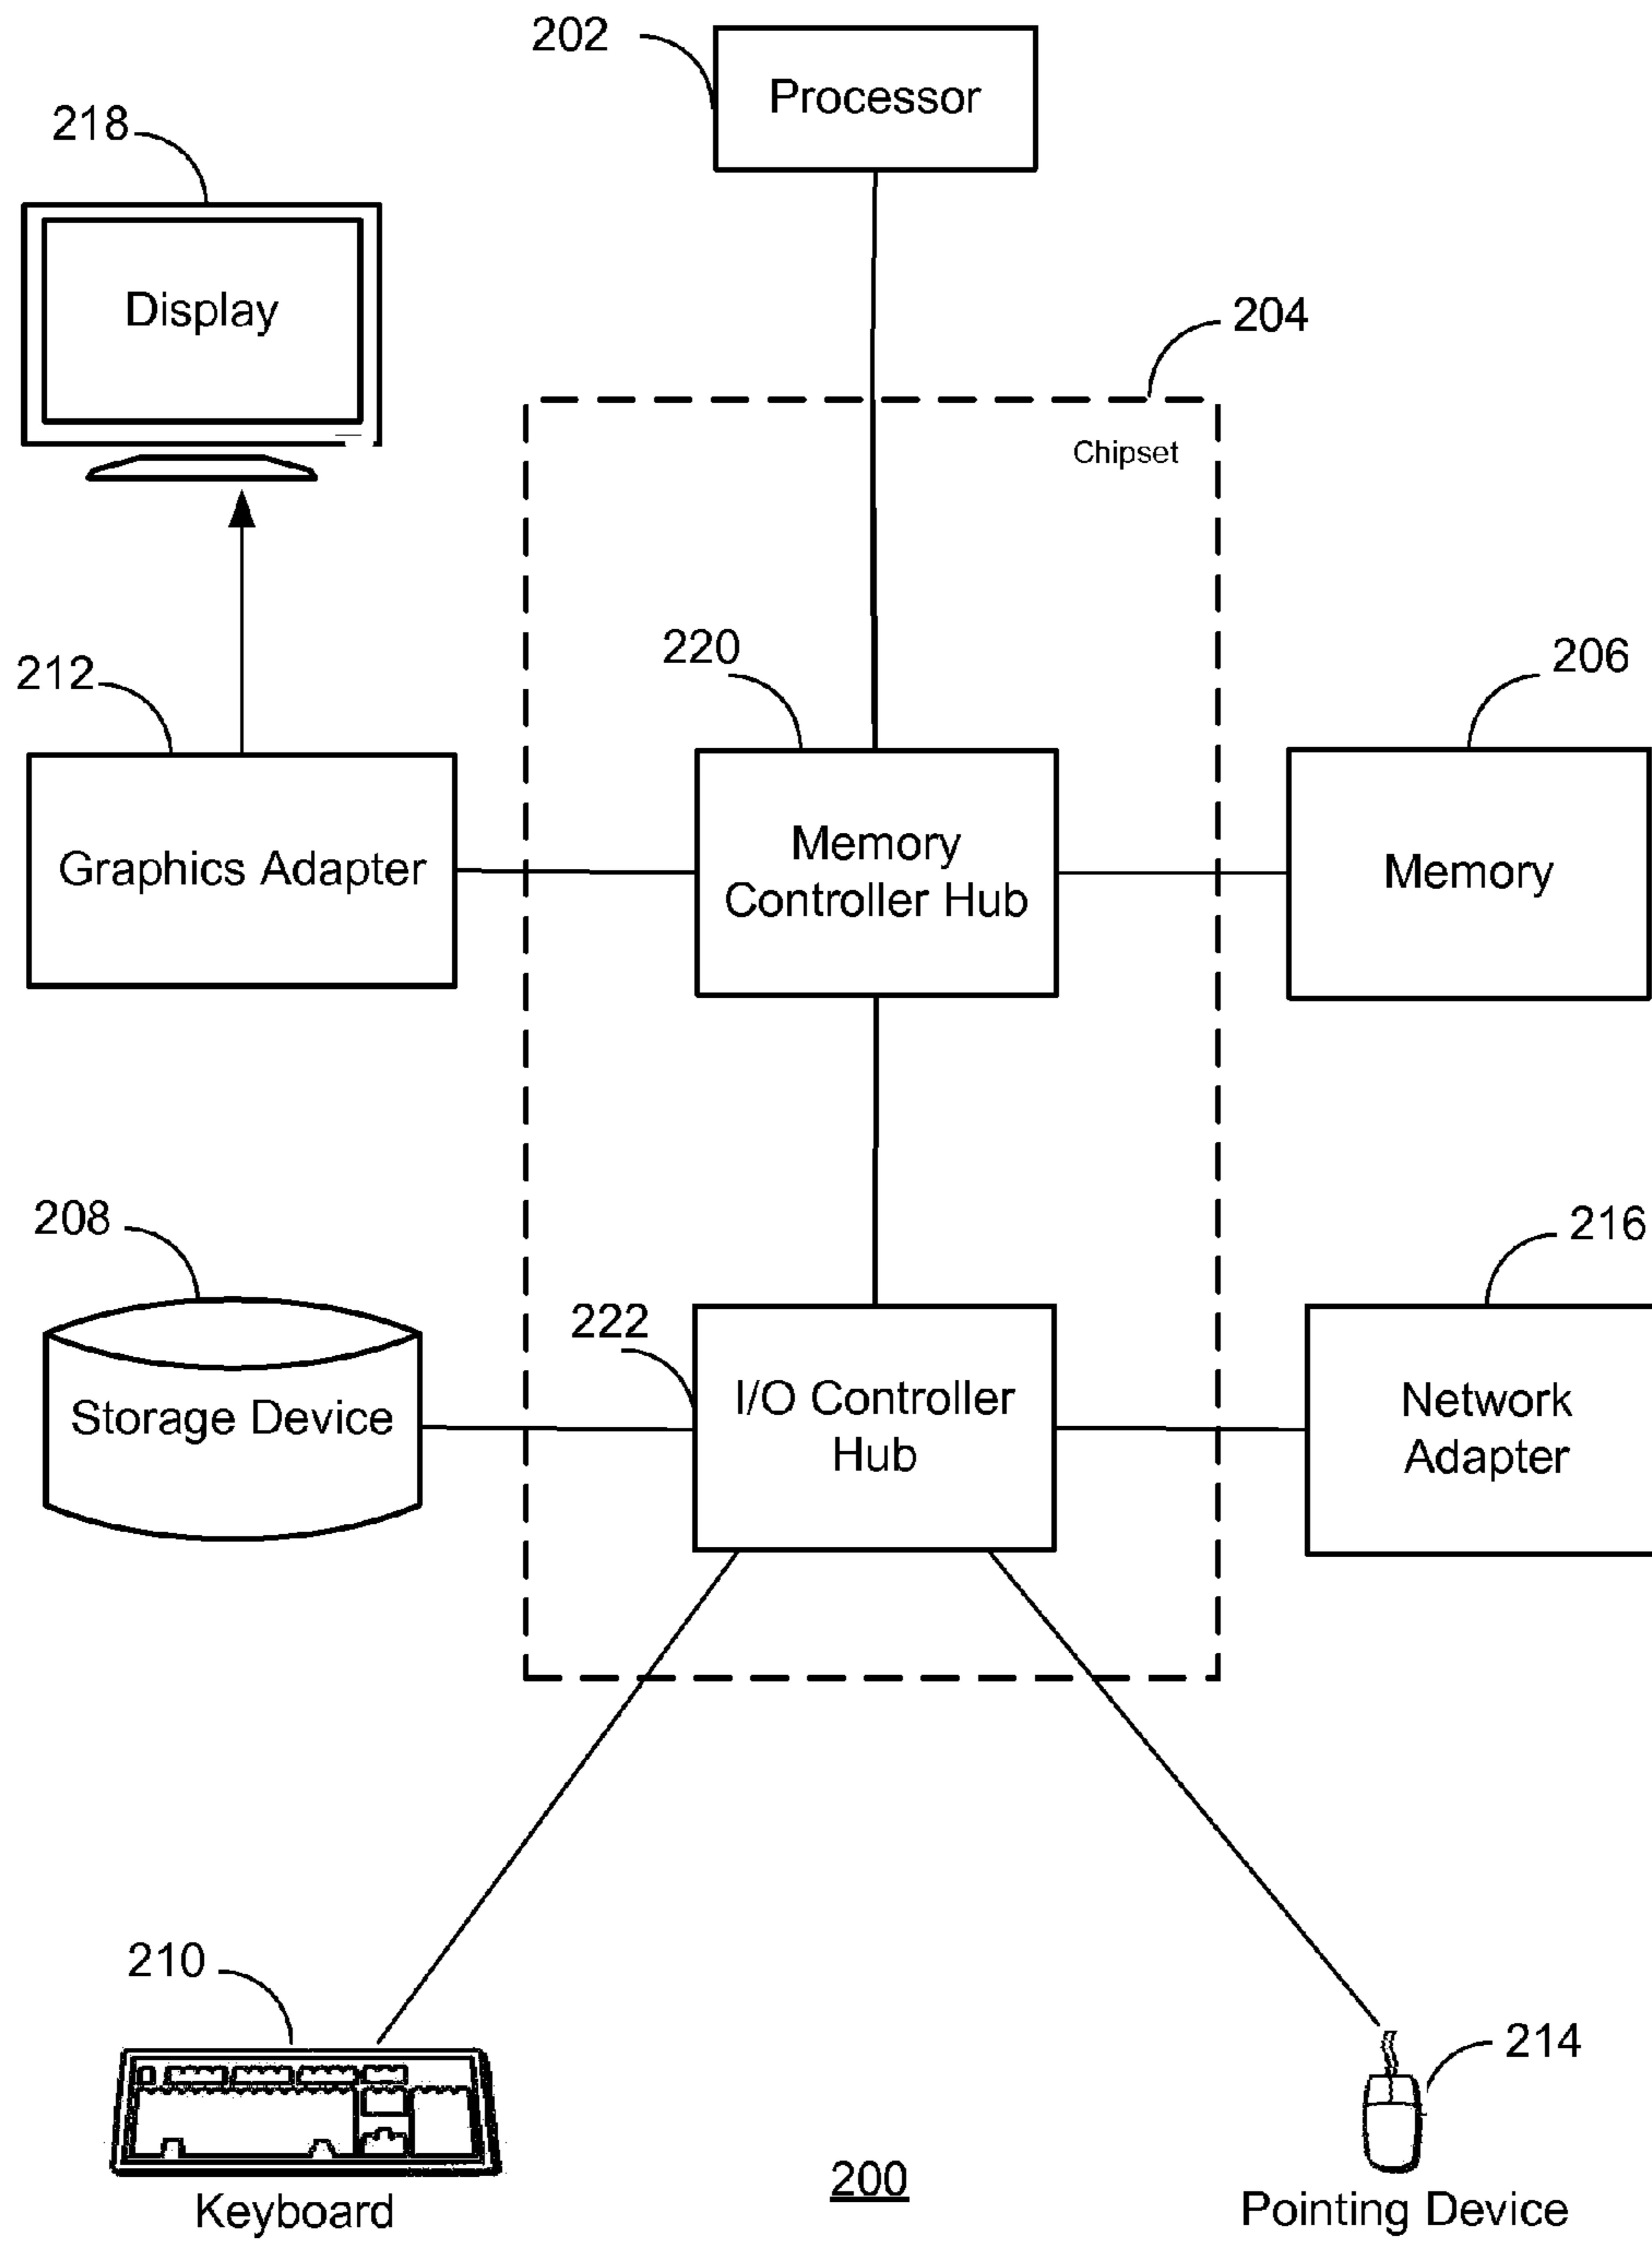 202
Processor
218
Display
204
Chipset
212
220
206
Graphics Adapter
Memory
Controller Hub
Memory
208
222
216
Storage Device
I/O Controller
Hub
Network
Adapter
210
214
Keyboard
200
Pointing Device